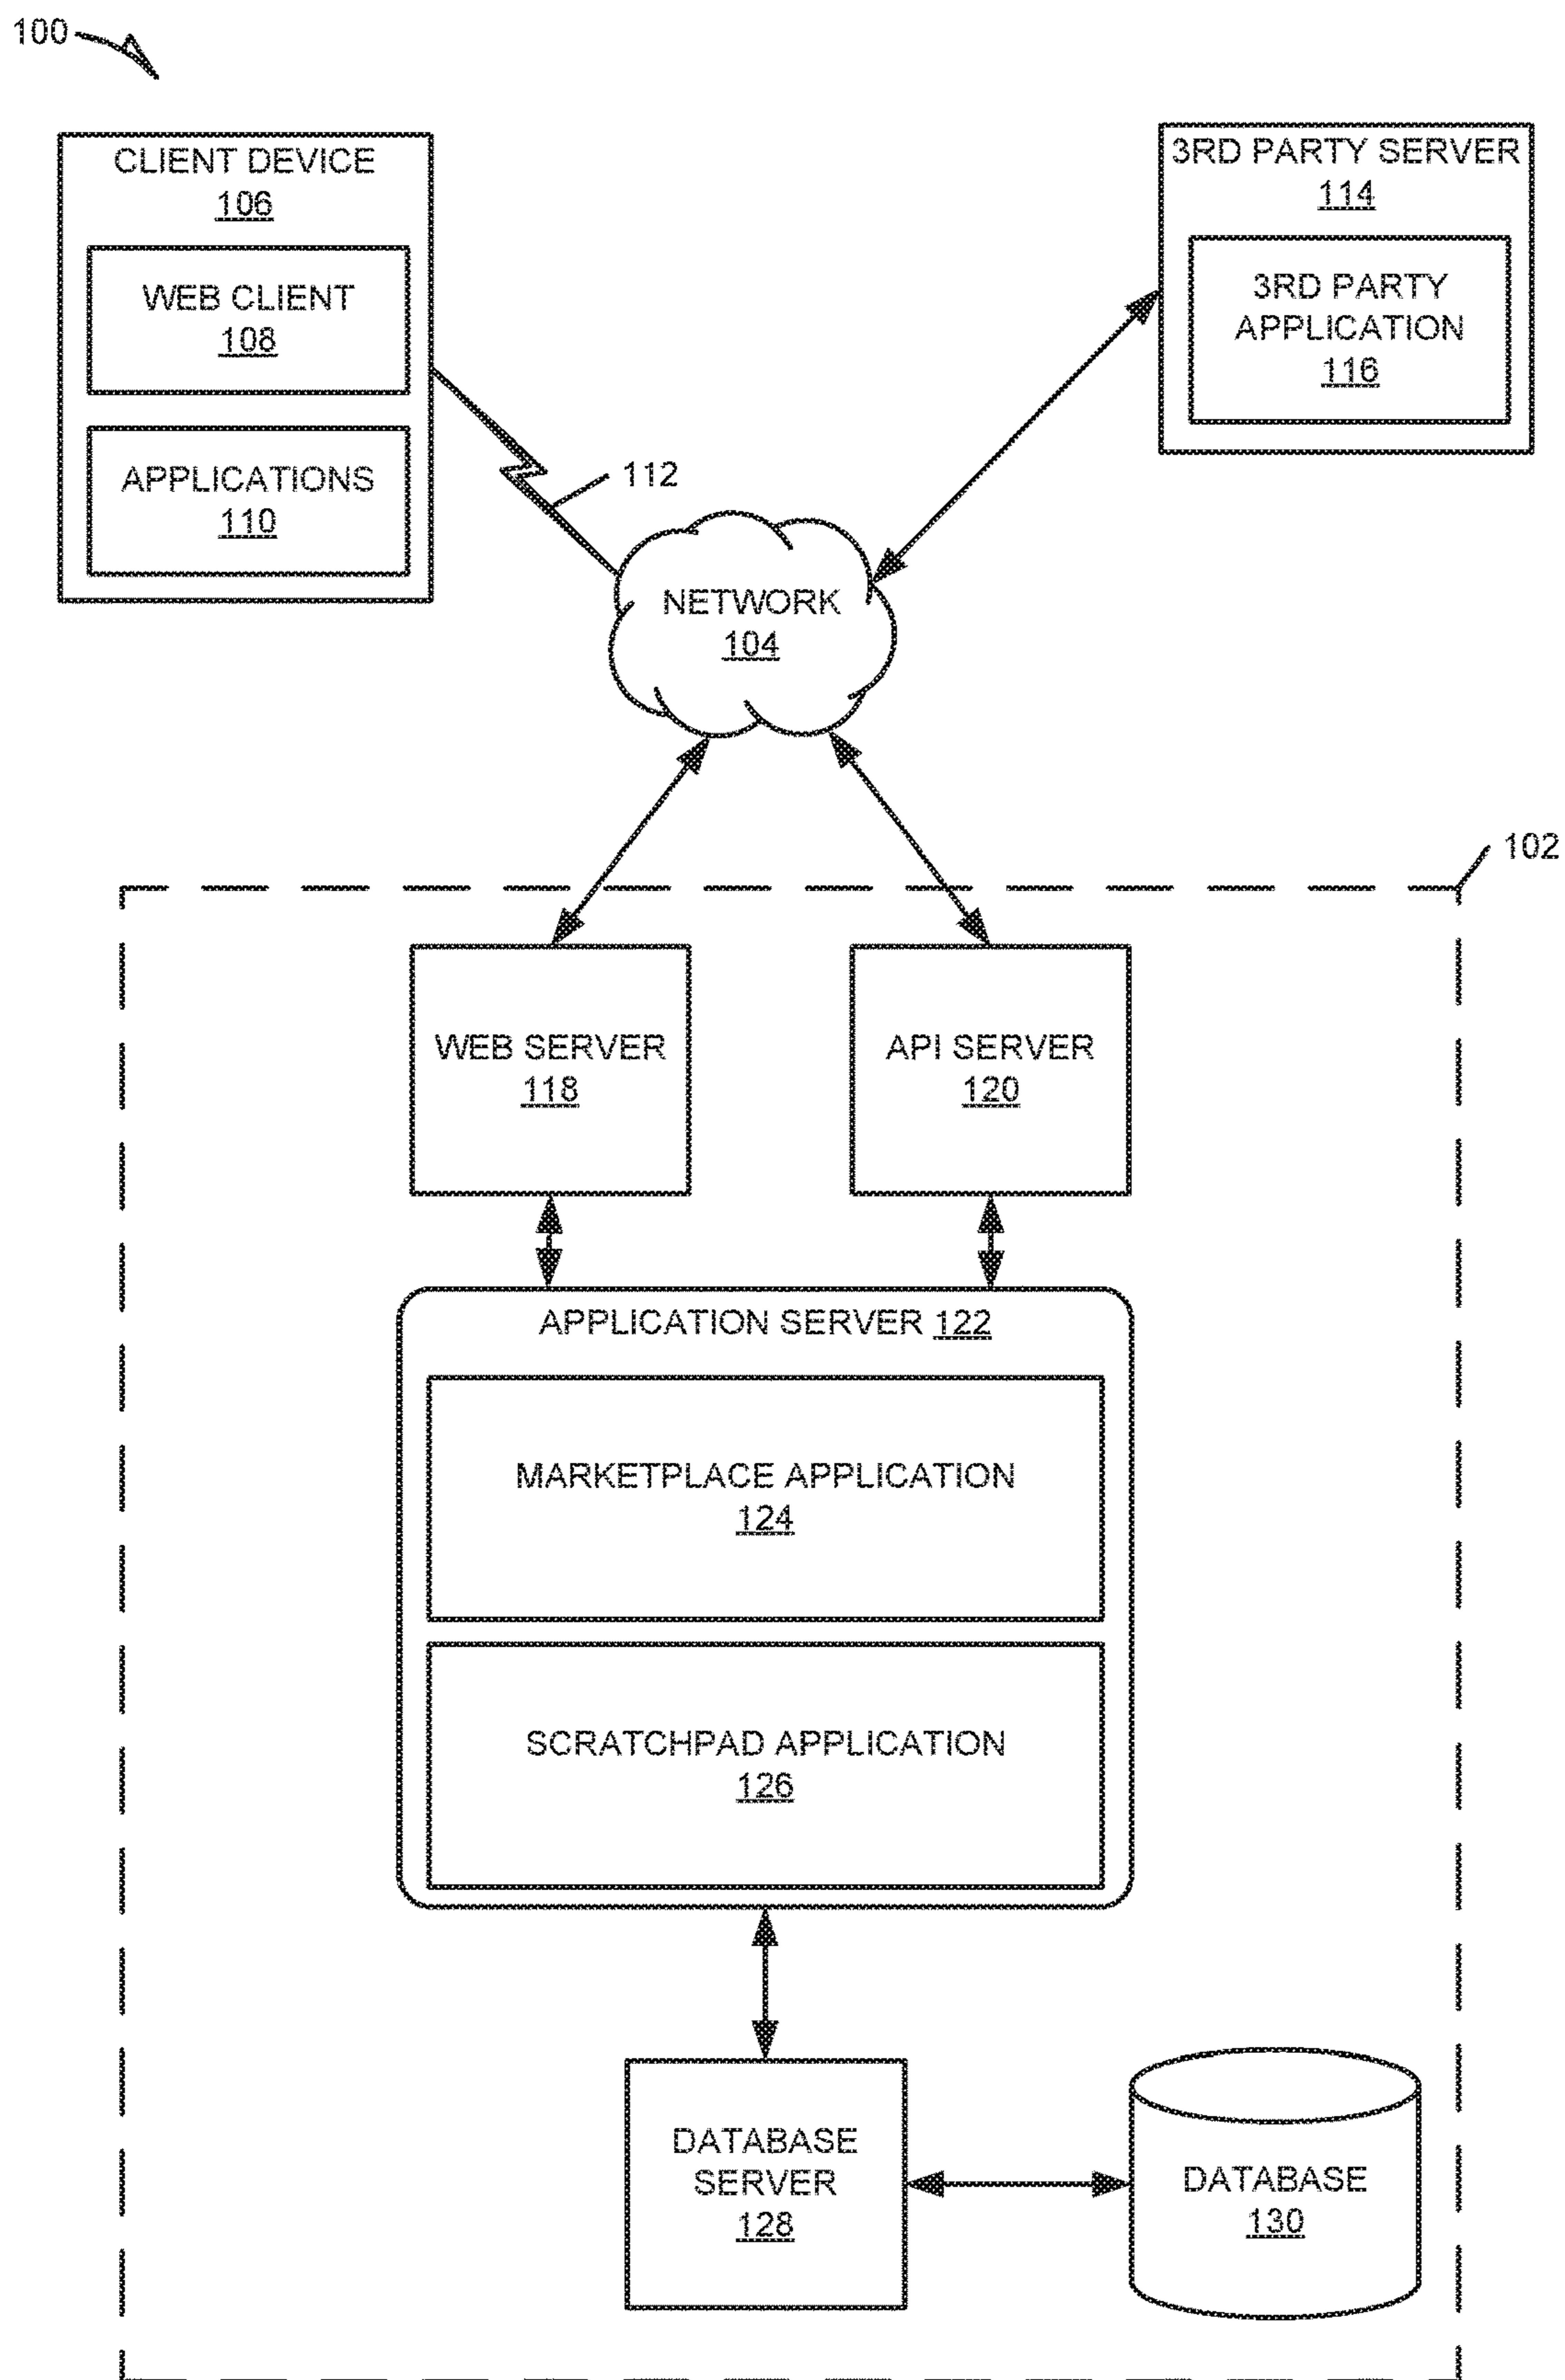 100
CLIENT DEVICE
106
WEB CLIENT
108
APPLICATIONS
110
3RD PARTY SERVER
114
3RD PARTY
APPLICATION
116
112
NETWORK
104
102
WEB SERVER
118
API SERVER
120
APPLICATION SERVER 122
MARKETPLACE APPLICATION
124
SCRATCHPAD APPLICATION
126
DATABASE
SERVER
128
DATABASE
130